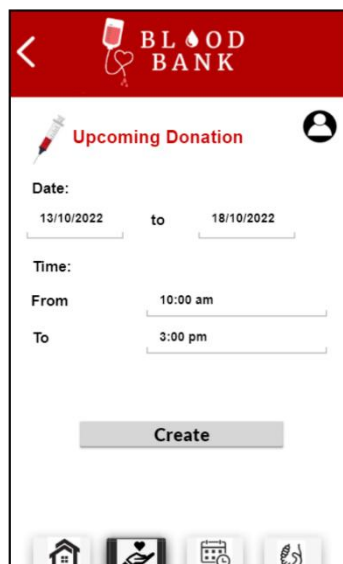 BLOOD
BANK
Upcoming Donation
Date:
13/10/2022 to 18/10/2022
Time:
From 10:00 am
To 3:00 pm
Create